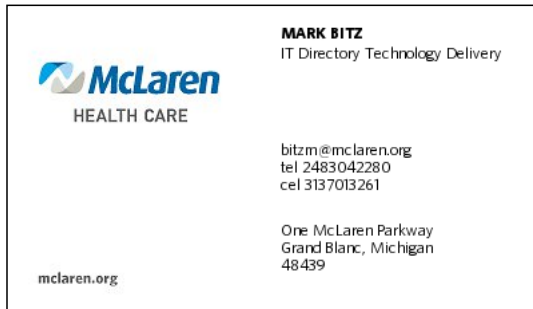 McLaren
HEALTH CARE
mclaren.org
MARK BITZ
IT Directory Technology Delivery
bitzm@mclaren.org
tel 2483042280
cel 3137013261
One McLaren Parkway
Grand Blanc, Michigan
48439